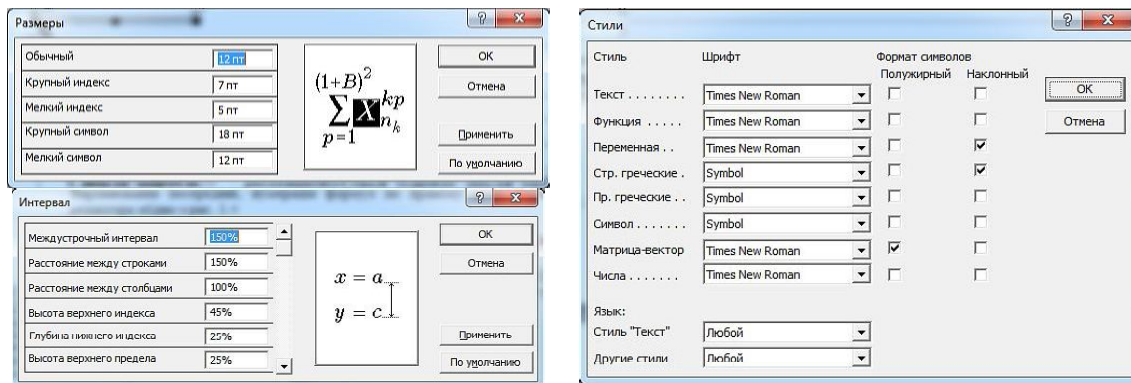 Размеры
Обычный 12 пт
Крупный индекс 7 пт
Мелкий индекс 5 пт
Крупный символ 18 пт
Мелкий символ 12 пт
(1+B)^2
∑ X^{kp}_{n_k}
p=1
OK
Отмена
Применить
По умолчанию
Интервал
Междустрочный интервал 150%
Расстояние между строками 150%
Расстояние между столбцами 100%
Высота верхнего индекса 45%
Глубина нижнего индекса 25%
Высота верхнего предела 25%
x = a
y = c
OK
Отмена
Применить
По умолчанию
Стили
Стиль Шрифт Формат символов
Полужирный Наклонный
Текст . . . . . . . . Times New Roman
Функция . . . . . Times New Roman
Переменная . . Times New Roman
Стр. греческие . Symbol
Пр. греческие . . Symbol
Символ . . . . . . . Symbol
Матрица-вектор Times New Roman
Числа . . . . . . . Times New Roman
OK
Отмена
Язык:
Стиль "Текст" Любой
Другие стили Любой